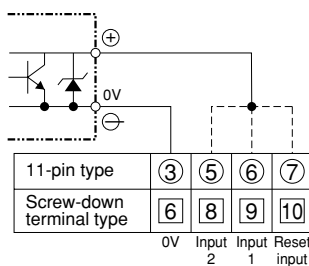 ⊕
0V
⊖
11-pin type ③ ⑤ ⑥ ⑦
Screw-down
terminal type 6 8 9 10
0V Input Input Reset
2 1 input